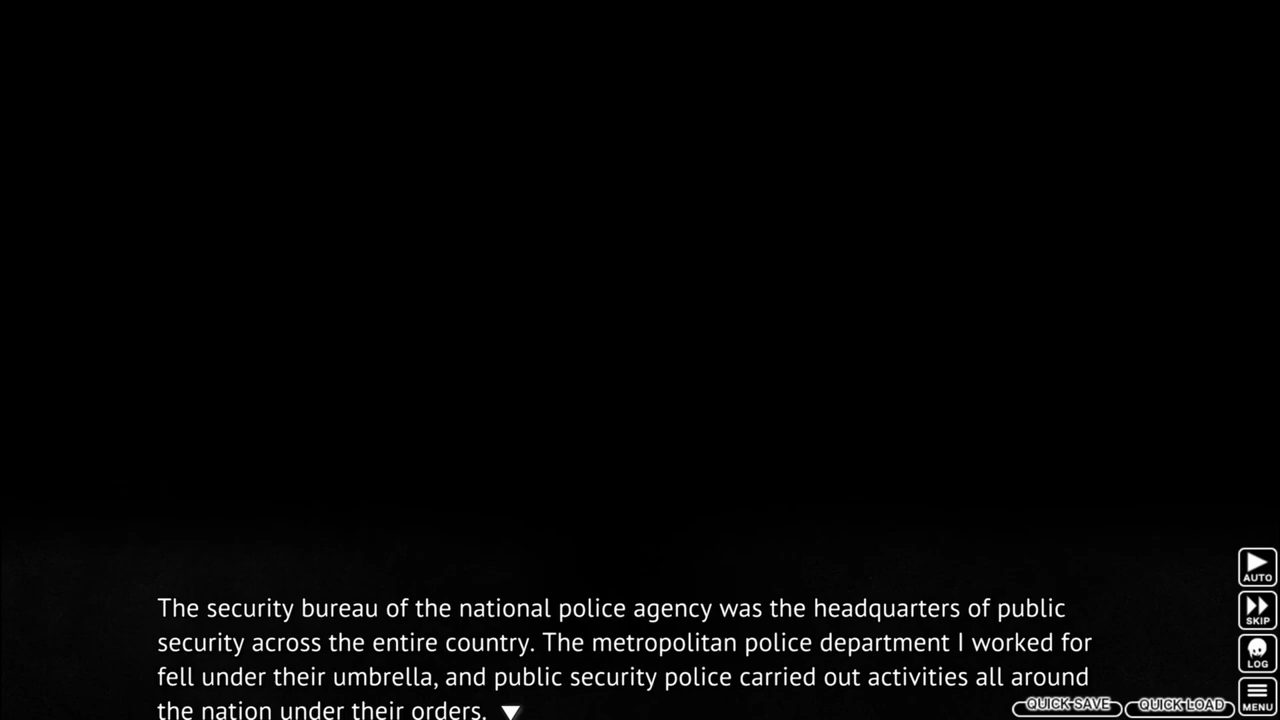 The security bureau of the national police agency was the headquarters of public
security across the entire country. The metropolitan police department I worked for
fell under their umbrella, and public security police carried out activities all around
the nation under their orders.
AUTO
SKIP
LOG
MENU
QUICK SAVE
QUICK LOAD